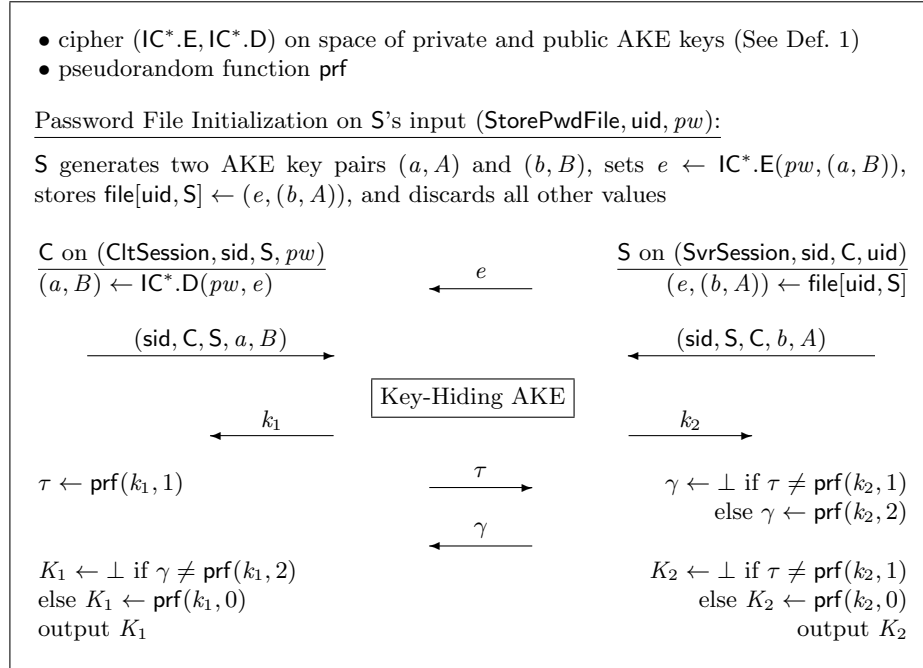 • cipher (IC*.E, IC*.D) on space of private and public AKE keys (See Def. 1)
• pseudorandom function prf
Password File Initialization on S's input (StorePwdFile, uid, pw):
S generates two AKE key pairs (a, A) and (b, B), sets e ← IC*.E(pw, (a, B)),
stores file[uid, S] ← (e, (b, A)), and discards all other values
C on (CltSession, sid, S, pw)
S on (SvrSession, sid, C, uid)
(a, B) ← IC*.D(pw, e)
e
(e, (b, A)) ← file[uid, S]
(sid, C, S, a, B)
(sid, S, C, b, A)
Key-Hiding AKE
k₁
k₂
τ ← prf(k₁, 1)
τ
γ ← ⊥ if τ ≠ prf(k₂, 1)
else γ ← prf(k₂, 2)
γ
K₁ ← ⊥ if γ ≠ prf(k₁, 2)
K₂ ← ⊥ if τ ≠ prf(k₂, 1)
else K₁ ← prf(k₁, 0)
else K₂ ← prf(k₂, 0)
output K₁
output K₂